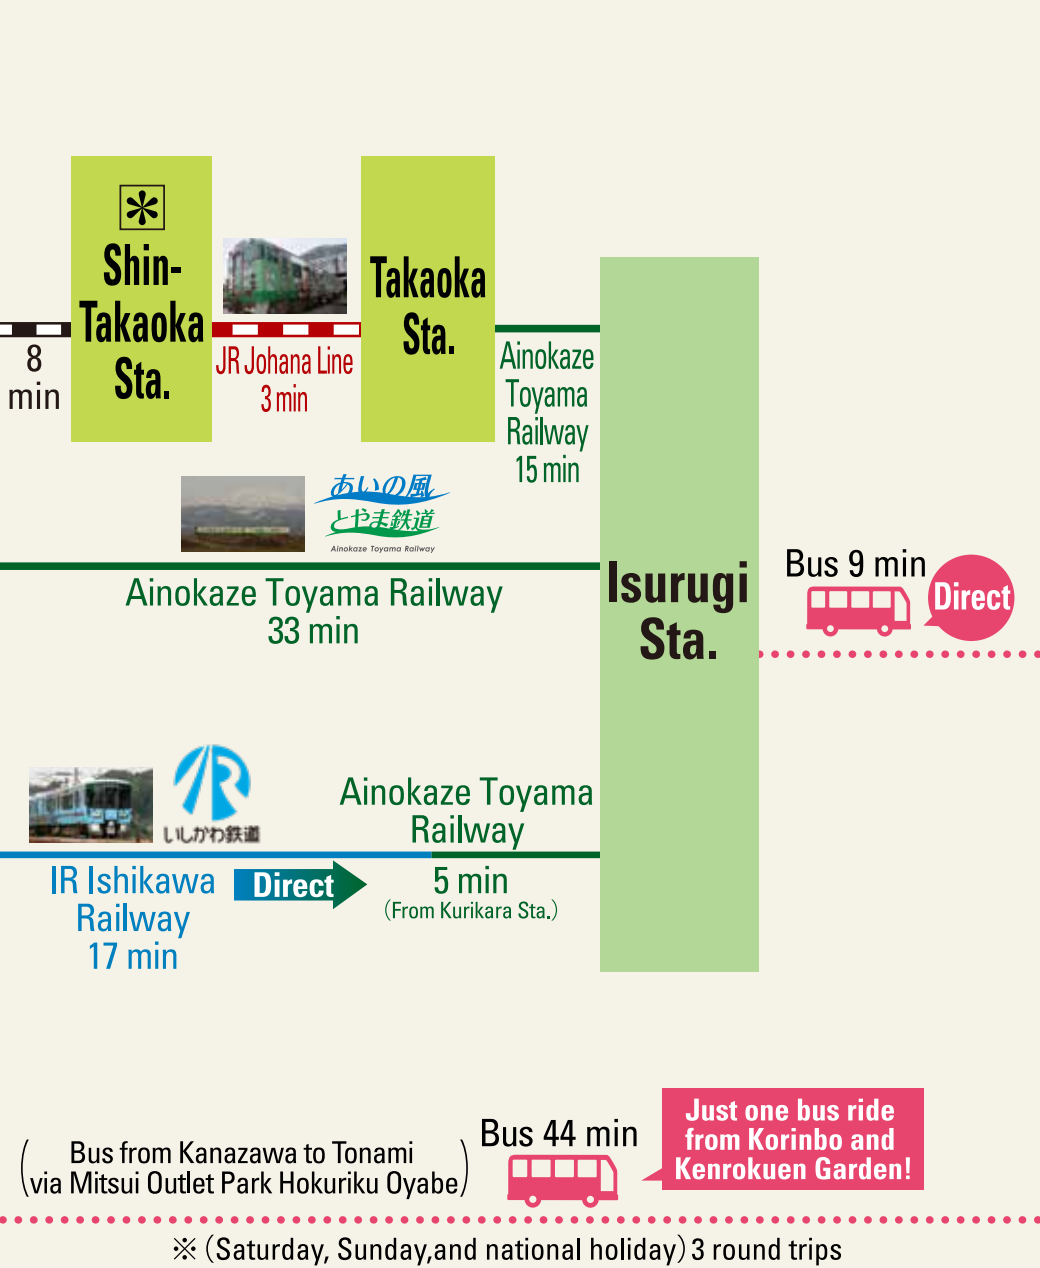 8
min
Shin-
Takaoka
Sta.
JR Johana Line
3 min
Takaoka
Sta.
Ainokaze
Toyama
Railway
15 min
あいの風
とやま鉄道
Ainokaze Toyama Railway
Ainokaze Toyama Railway
33 min
Isurugi
Sta.
Bus 9 min
Direct
いしかわ鉄道
IR Ishikawa
Railway
17 min
Direct
Ainokaze Toyama
Railway
5 min
(From Kurikara Sta.)
(Bus from Kanazawa to Tonami
via Mitsui Outlet Park Hokuriku Oyabe)
Bus 44 min
Just one bus ride
from Korinbo and
Kenrokuen Garden!
※(Saturday, Sunday,and national holiday)3 round trips